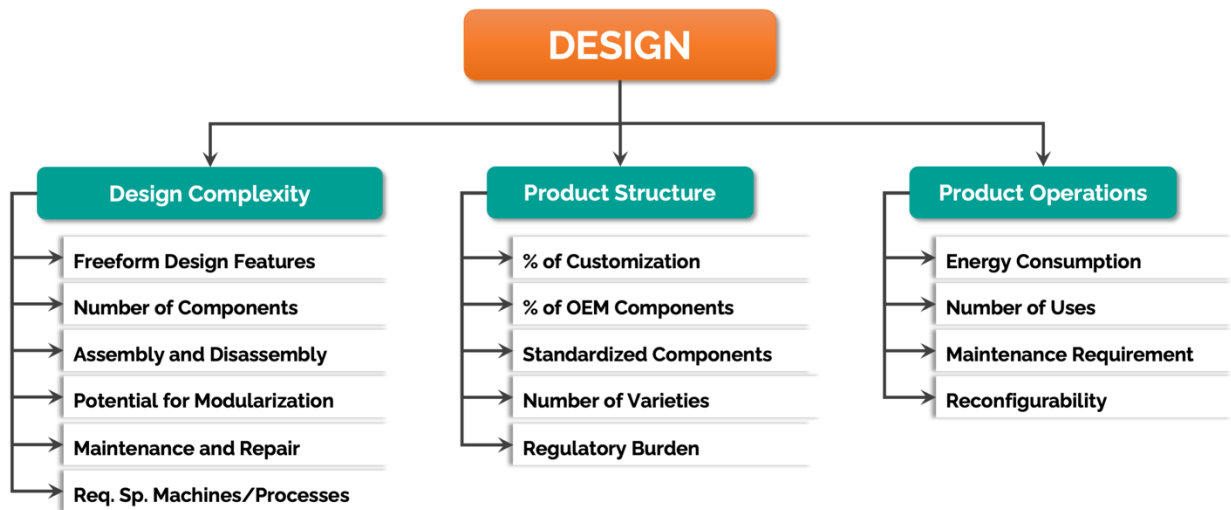 DESIGN
Design Complexity
Freeform Design Features
Number of Components
Assembly and Disassembly
Potential for Modularization
Maintenance and Repair
Req. Sp. Machines/Processes
Product Structure
% of Customization
% of OEM Components
Standardized Components
Number of Varieties
Regulatory Burden
Product Operations
Energy Consumption
Number of Uses
Maintenance Requirement
Reconfigurability